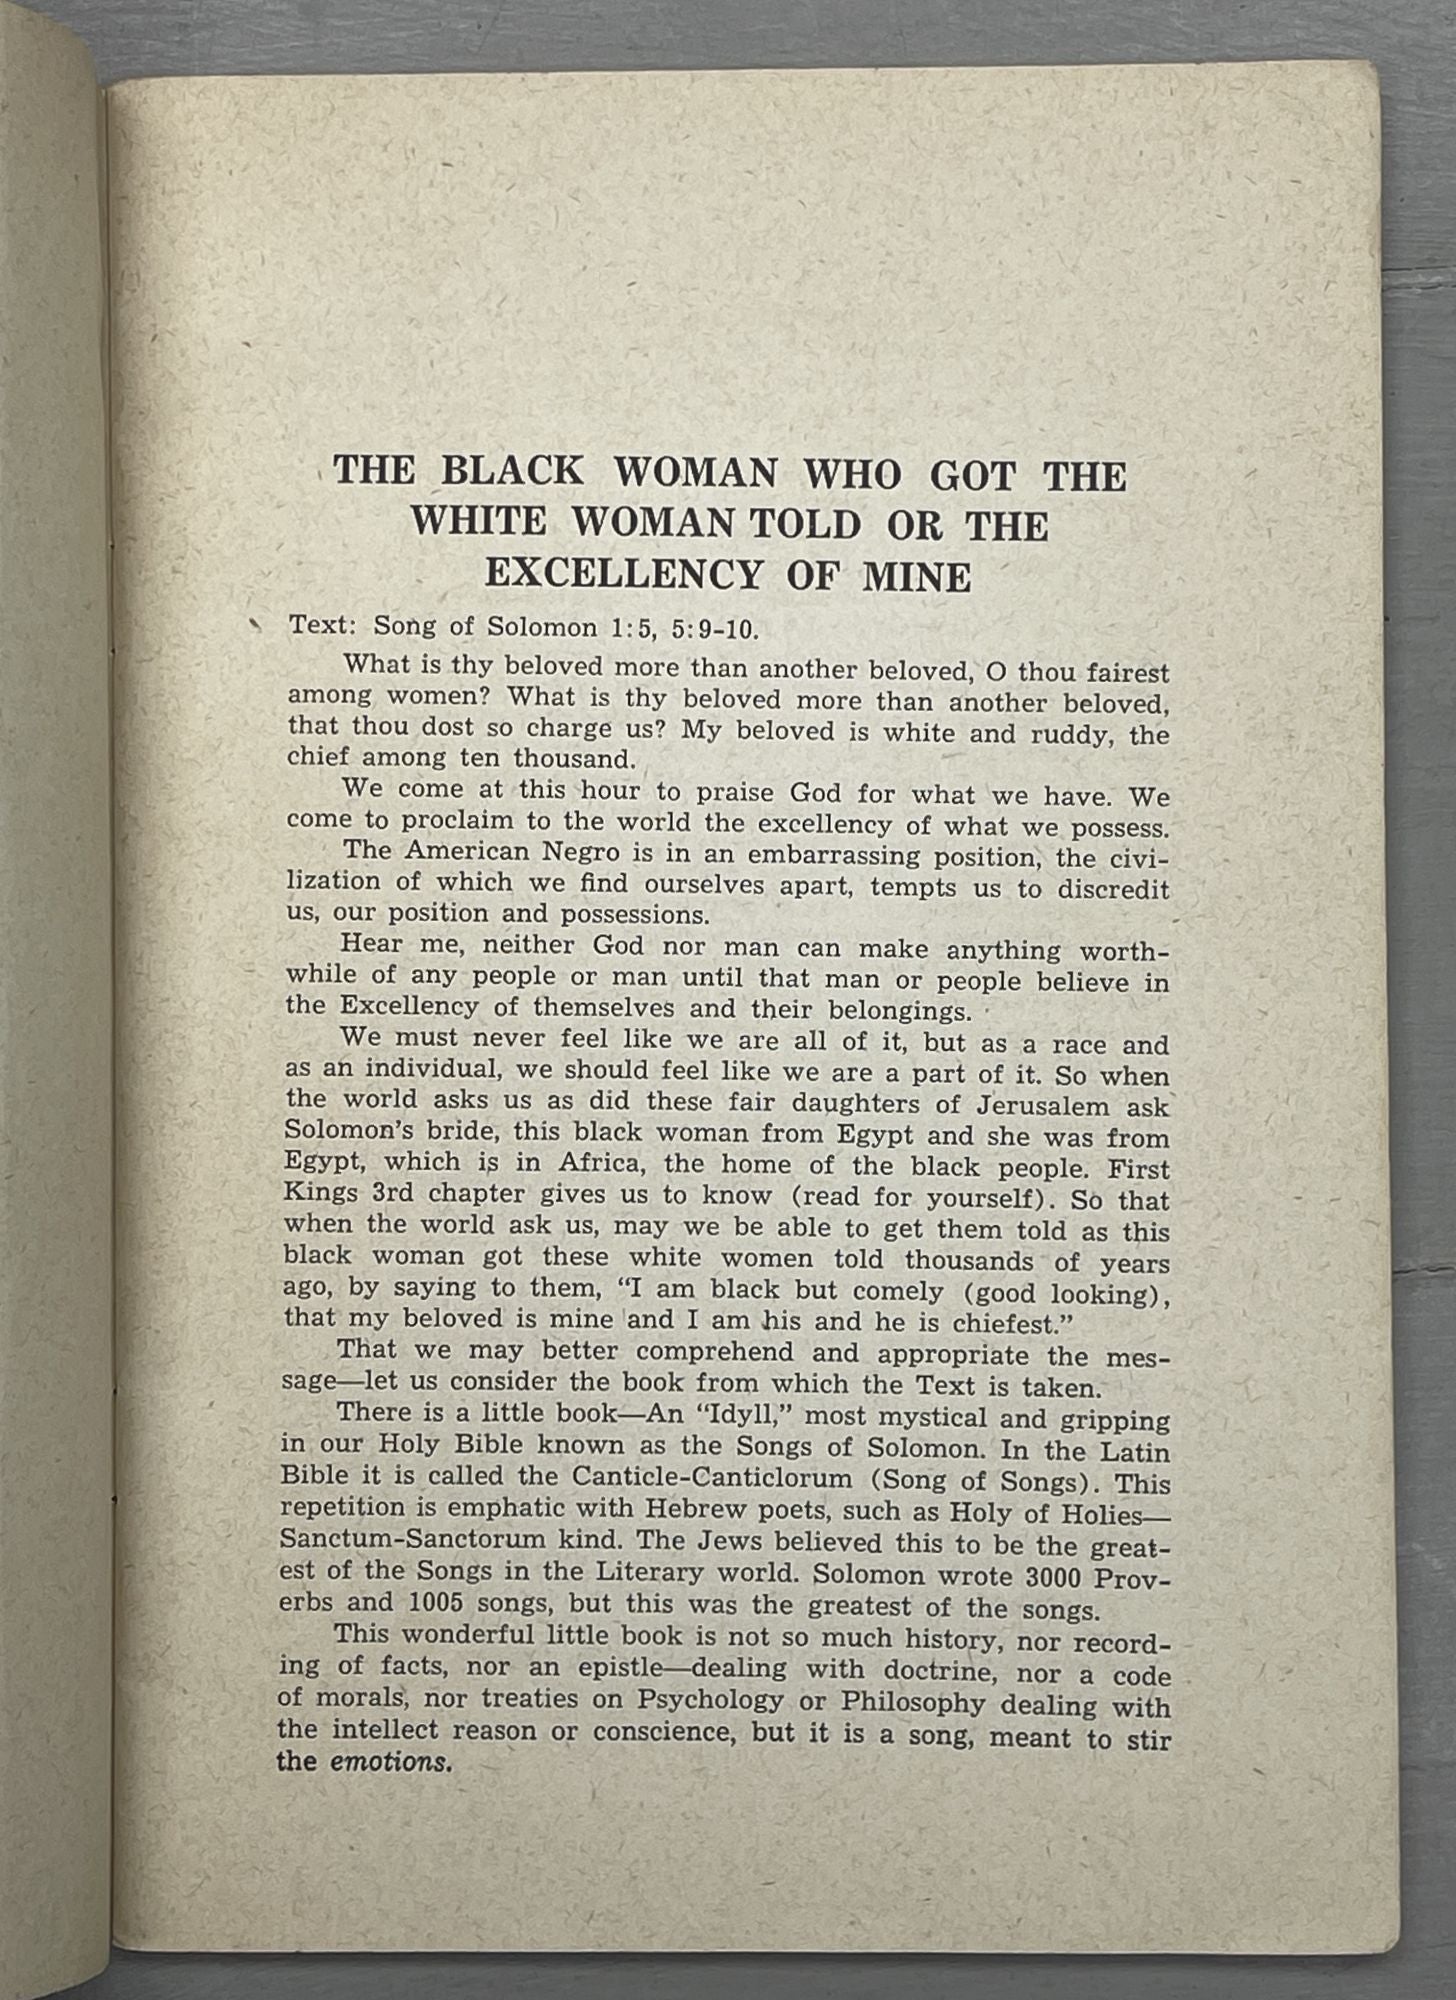 THE BLACK WOMAN WHO GOT THE
WHITE WOMAN TOLD OR THE
EXCELLENCY OF MINE
Text: Song of Solomon 1:5, 5:9-10.
What is thy beloved more than another beloved, O thou fairest
among women? What is thy beloved more than another beloved,
that thou dost so charge us? My beloved is white and ruddy, the
chief among ten thousand.
We come at this hour to praise God for what we have. We
come to proclaim to the world the excellency of what we possess.
The American Negro is in an embarrassing position, the civi-
lization of which we find ourselves apart, tempts us to discredit
us, our position and possessions.
Hear me, neither God nor man can make anything worth-
while of any people or man until that man or people believe in
the Excellency of themselves and their belongings.
We must never feel like we are all of it, but as a race and
as an individual, we should feel like we are a part of it. So when
the world asks us as did these fair daughters of Jerusalem ask
Solomon's bride, this black woman from Egypt and she was from
Egypt, which is in Africa, the home of the black people. First
Kings 3rd chapter gives us to know (read for yourself). So that
when the world ask us, may we be able to get them told as this
black woman got these white women told thousands of years
ago, by saying to them, “I am black but comely (good looking),
that my beloved is mine and I am his and he is chiefest.”
That we may better comprehend and appropriate the mes-
sage—let us consider the book from which the Text is taken.
There is a little book—An “Idyll,” most mystical and gripping
in our Holy Bible known as the Songs of Solomon. In the Latin
Bible it is called the Canticle-Canticlorum (Song of Songs). This
repetition is emphatic with Hebrew poets, such as Holy of Holies—
Sanctum-Sanctorum kind. The Jews believed this to be the great-
est of the Songs in the Literary world. Solomon wrote 3000 Prov-
erbs and 1005 songs, but this was the greatest of the songs.
This wonderful little book is not so much history, nor record-
ing of facts, nor an epistle—dealing with doctrine, nor a code
of morals, nor treaties on Psychology or Philosophy dealing with
the intellect reason or conscience, but it is a song, meant to stir
the emotions.